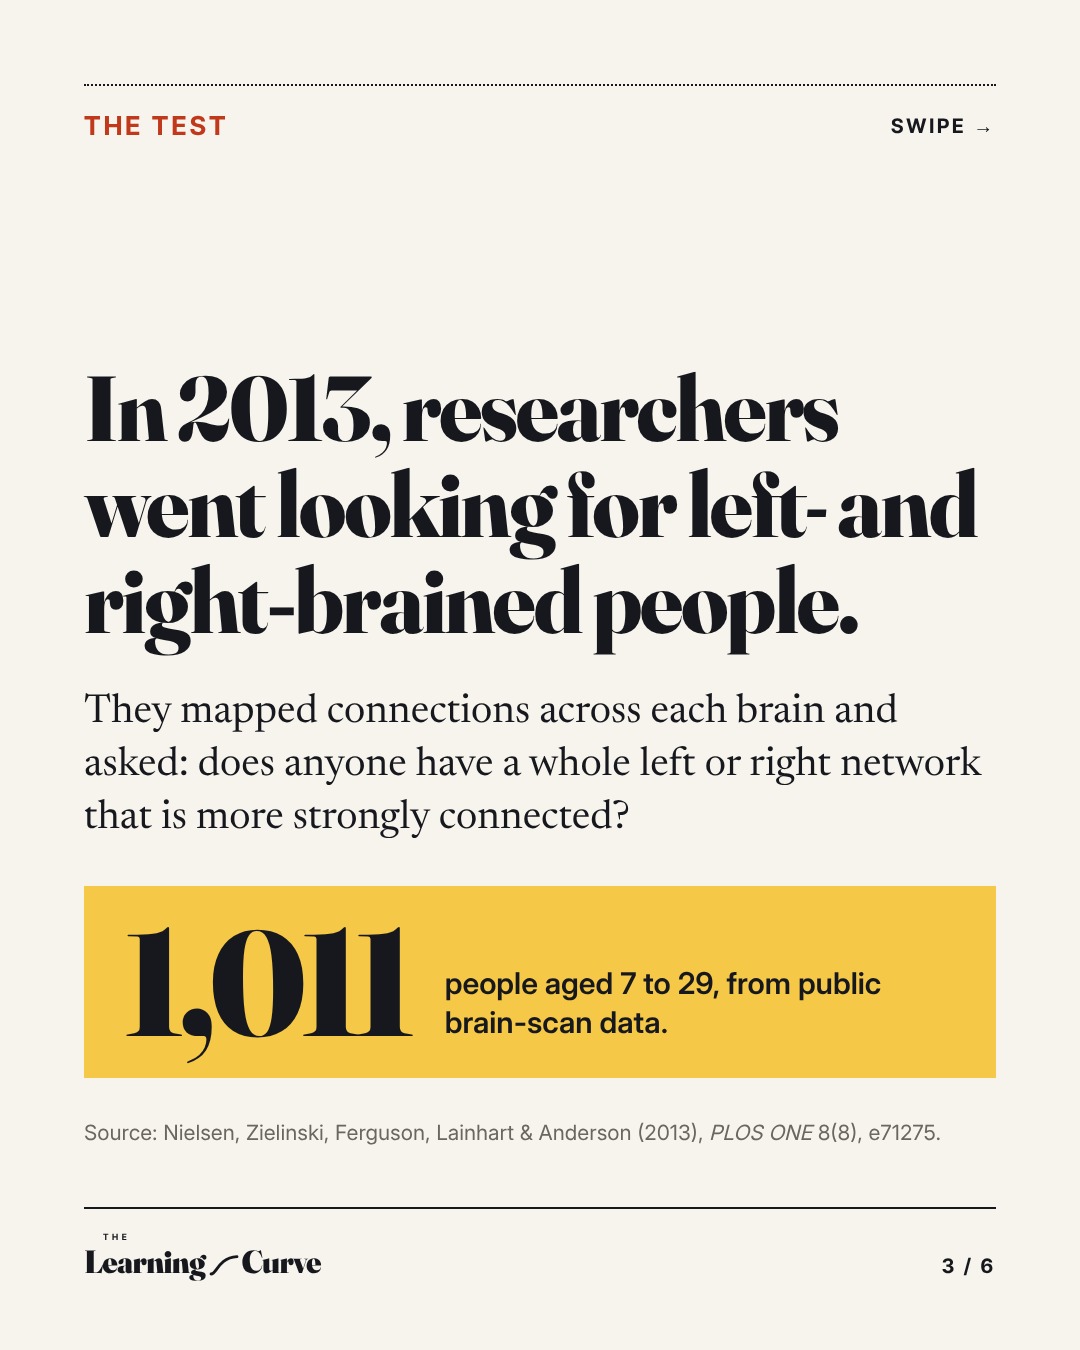 THE TEST
SWIPE →
In 2013, researchers
went looking for left- and
right-brained people.
They mapped connections across each brain and
asked: does anyone have a whole left or right network
that is more strongly connected?
1,011
people aged 7 to 29, from public
brain-scan data.
Source: Nielsen, Zielinski, Ferguson, Lainhart & Anderson (2013), PLOS ONE 8(8), e71275.
THE
Learning Curve
3 / 6